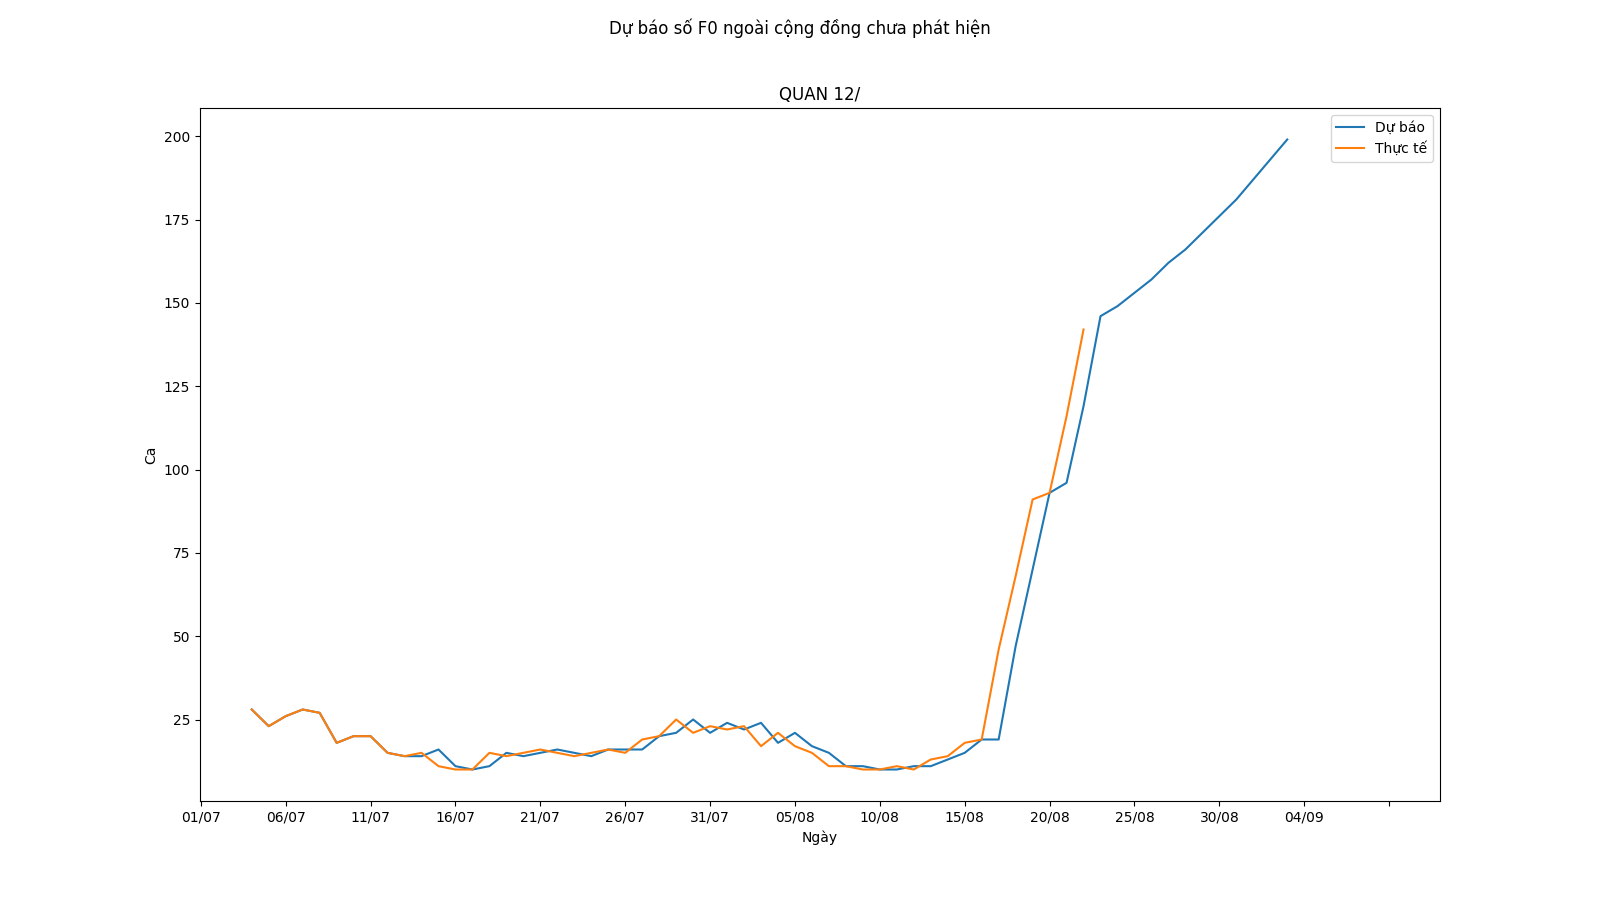 Dự báo số F0 ngoài cộng đồng chưa phát hiện
QUAN 12/
Dự báo
Thực tế
200
175
150
125
100
75
50
25
Ca
01/07 06/07 11/07 16/07 21/07 26/07 31/07 05/08 10/08 15/08 20/08 25/08 30/08 04/09
Ngày